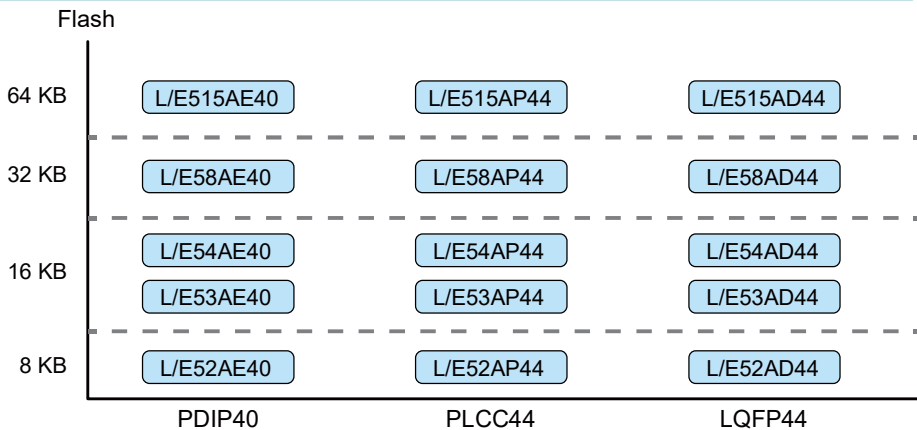 Flash
64 KB L/E515AE40 L/E515AP44 L/E515AD44
32 KB L/E58AE40 L/E58AP44 L/E58AD44
L/E54AE40 L/E54AP44 L/E54AD44
16 KB
L/E53AE40 L/E53AP44 L/E53AD44
8 KB L/E52AE40 L/E52AP44 L/E52AD44
PDIP40 PLCC44 LQFP44